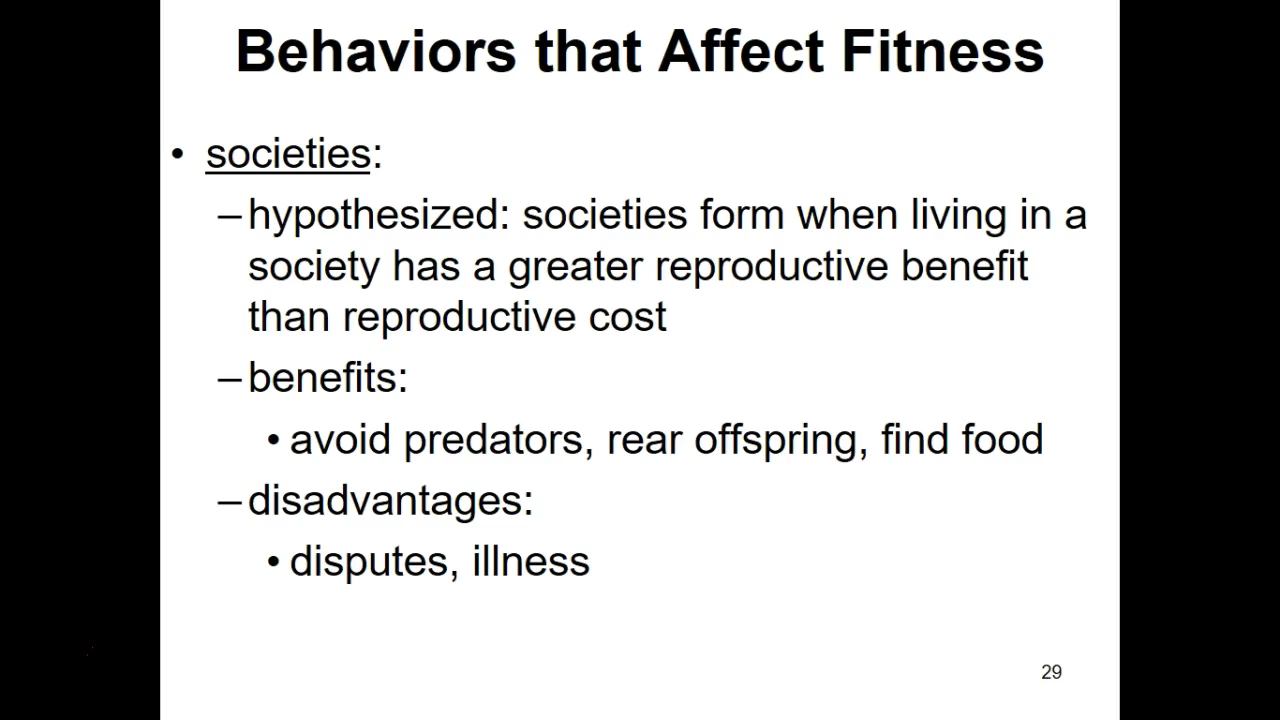 Behaviors that Affect Fitness
• societies:
–hypothesized: societies form when living in a
society has a greater reproductive benefit
than reproductive cost
–benefits:
• avoid predators, rear offspring, find food
–disadvantages:
• disputes, illness
29